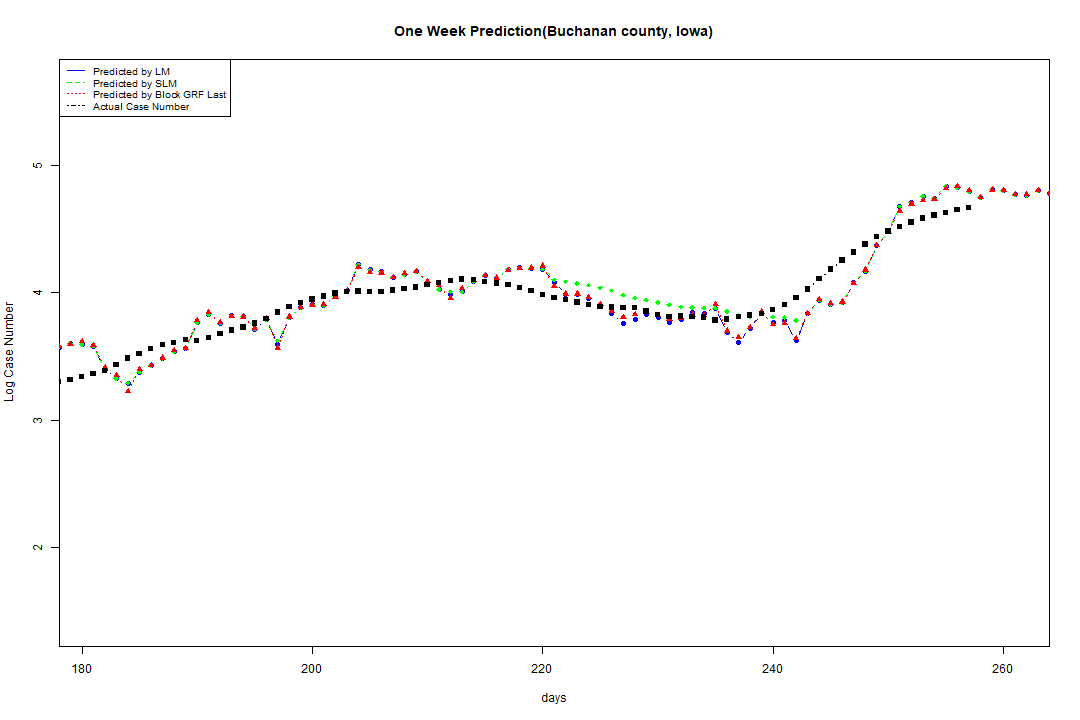 One Week Prediction(Buchanan county, Iowa)
Predicted by LM
Predicted by SLM
Predicted by Block GRF Last
Actual Case Number
5
4
3
2
Log Case Number
180 200 220 240 260
days